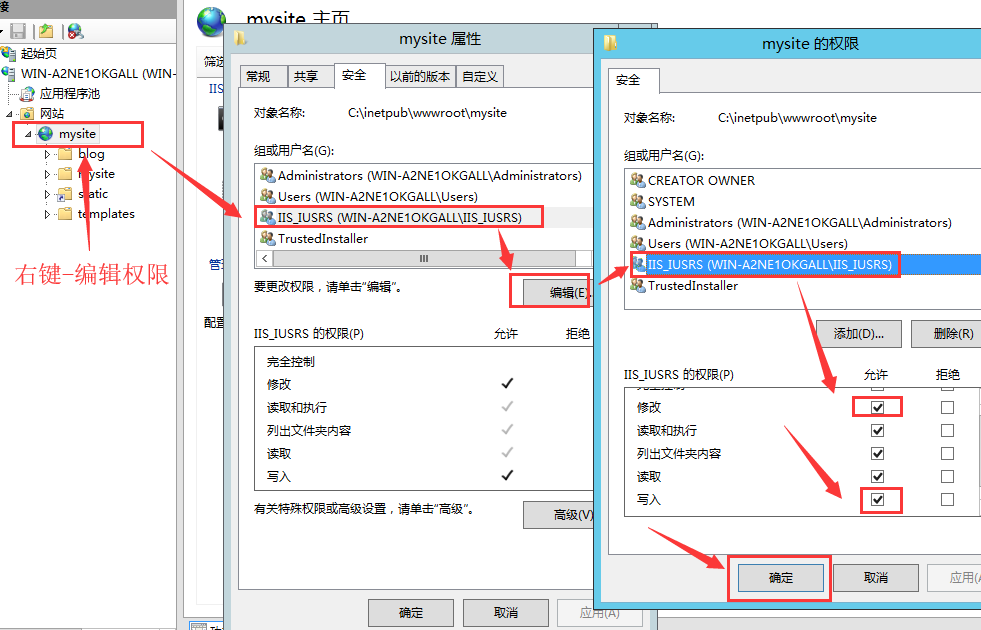 接
起始页
WIN-A2NE1OKGALL (WIN-
应用程序池
网站
mysite
blog
mysite
static
templates
右键-编辑权限
mysite 主页
筛选
IIS
管
配置
mysite 属性
常规
共享
安全
以前的版本
自定义
对象名称:
C:\inetpub\wwwroot\mysite
组或用户名(G):
Administrators (WIN-A2NE1OKGALL\Administrators)
Users (WIN-A2NE1OKGALL\Users)
IIS_IUSRS (WIN-A2NE1OKGALL\IIS_IUSRS)
TrustedInstaller
要更改权限，请单击“编辑”。
编辑(E)...
IIS_IUSRS 的权限(P)
允许
拒绝
完全控制
修改
读取和执行
列出文件夹内容
读取
写入
有关特殊权限或高级设置，请单击“高级”。
高级(V)
确定
取消
应用(A)
mysite 的权限
安全
对象名称:
C:\inetpub\wwwroot\mysite
组或用户名(G):
CREATOR OWNER
SYSTEM
Administrators (WIN-A2NE1OKGALL\Administrators)
Users (WIN-A2NE1OKGALL\Users)
IIS_IUSRS (WIN-A2NE1OKGALL\IIS_IUSRS)
TrustedInstaller
添加(D)...
删除(R)
IIS_IUSRS 的权限(P)
允许
拒绝
完全控制
修改
读取和执行
列出文件夹内容
读取
写入
确定
取消
应用(A